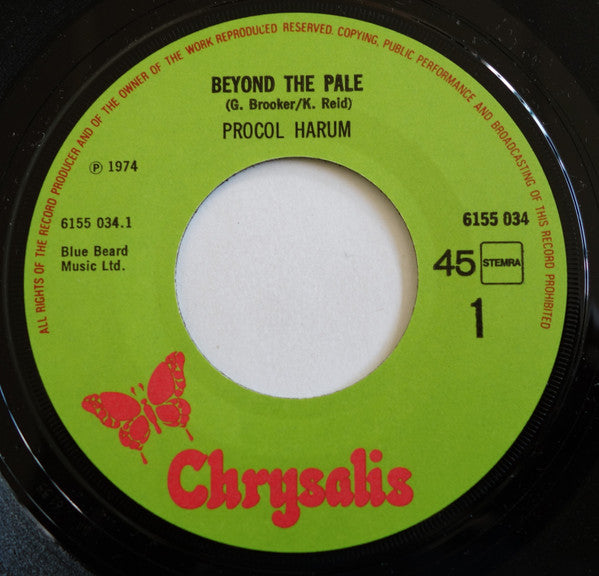 ALL RIGHTS OF THE RECORD PRODUCER AND OF THE OWNER OF THE WORK REPRODUCED RESERVED. COPYING, PUBLIC PERFORMANCE AND BROADCASTING OF THIS RECORD PROHIBITED
BEYOND THE PALE
(G. Brooker/K. Reid)
PROCOL HARUM
℗ 1974
6155 034.1
6155 034
Blue Beard
Music Ltd.
45 STEMRA
1
Chrysalis